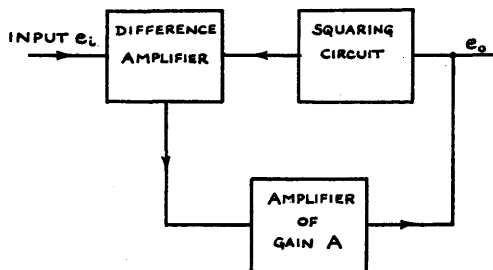 INPUT eᵢ
DIFFERENCE
AMPLIFIER
SQUARING
CIRCUIT
e₀
AMPLIFIER
OF
GAIN A